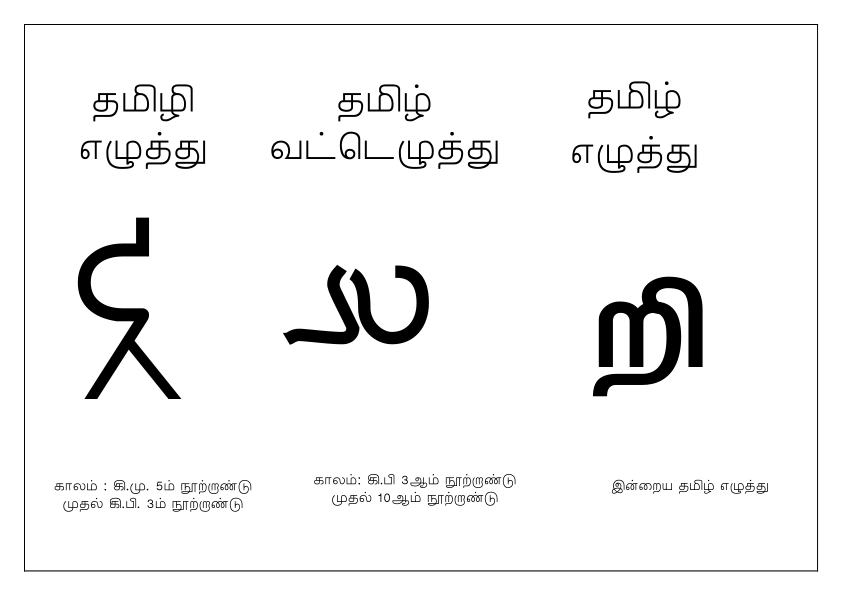 தமிழி
எழுத்து
தமிழ்
வட்டெழுத்து
தமிழ்
எழுத்து
றி
காலம் : கி.மு. 5ம் நூற்றாண்டு
முதல் கி.பி. 3ம் நூற்றாண்டு
காலம்: கி.பி 3ஆம் நூற்றாண்டு
முதல் 10ஆம் நூற்றாண்டு
இன்றைய தமிழ் எழுத்து